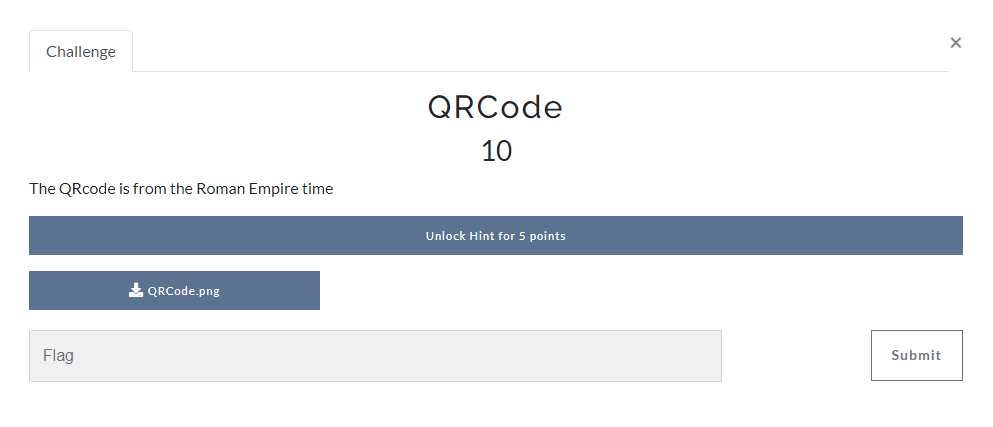 Challenge
×
QRCode
10
The QRcode is from the Roman Empire time
Unlock Hint for 5 points
QRCode.png
Flag
Submit